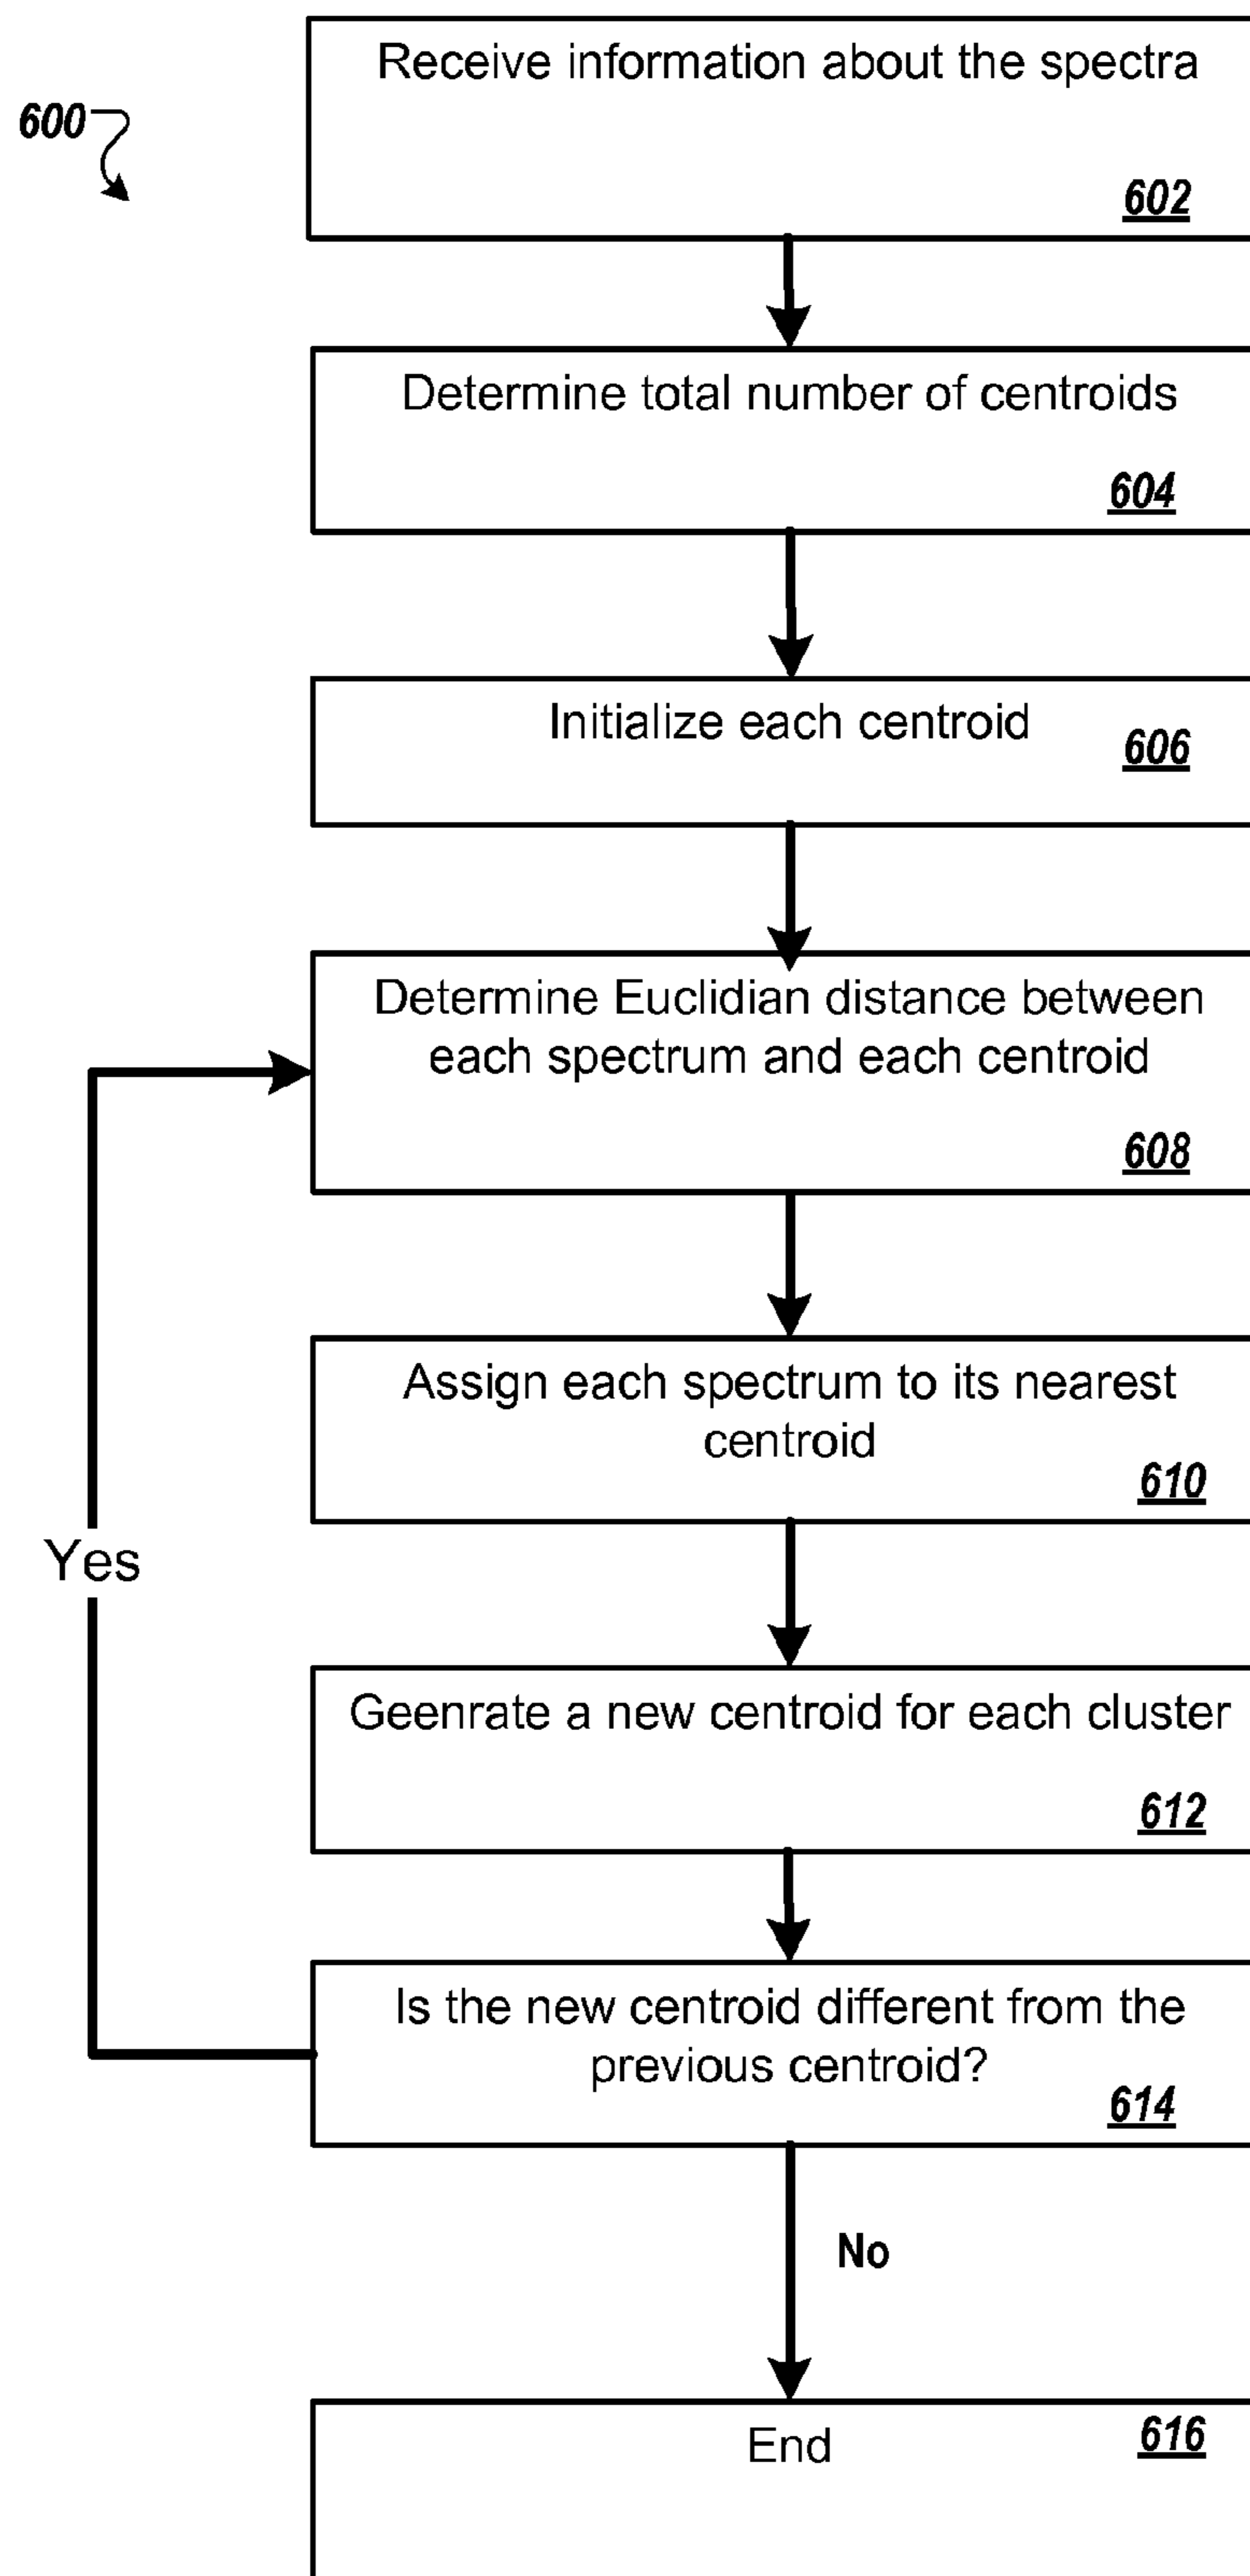 600
Receive information about the spectra
602
Determine total number of centroids
604
Initialize each centroid
606
Determine Euclidian distance between
each spectrum and each centroid
608
Assign each spectrum to its nearest
centroid
610
Yes
Geenrate a new centroid for each cluster
612
Is the new centroid different from the
previous centroid?
614
No
End
616